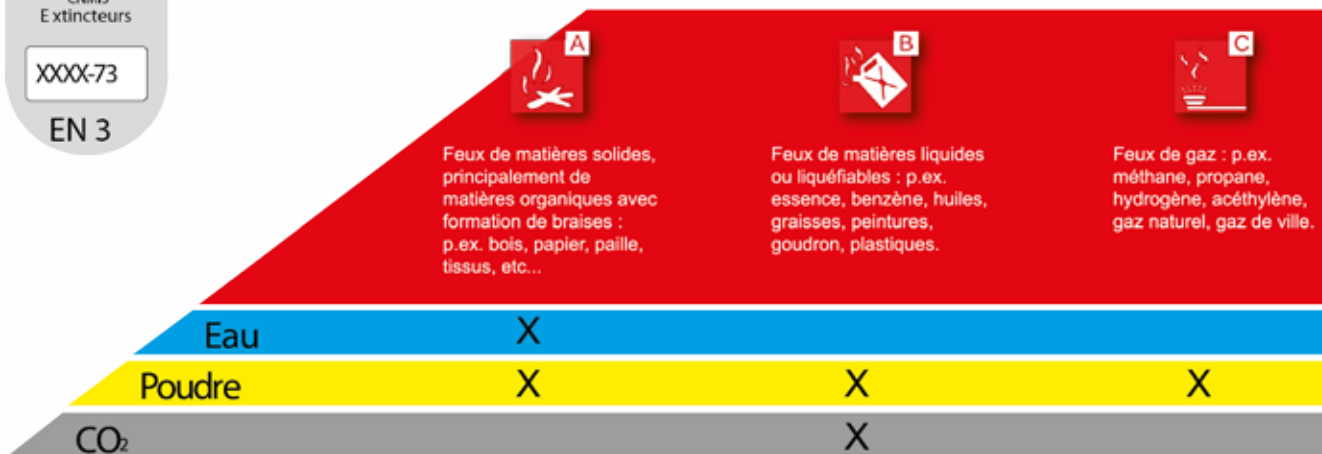 Extincteurs
XXXX-73
EN 3
A
B
C
Feux de matières solides,
principalement de
matières organiques avec
formation de braises :
p.ex. bois, papier, paille,
tissus, etc...
Feux de matières liquides
ou liquéfiables : p.ex.
essence, benzène, huiles,
graisses, peintures,
goudron, plastiques.
Feux de gaz : p.ex.
méthane, propane,
hydrogène, acéthylène,
gaz naturel, gaz de ville.
Eau X
Poudre X X X
CO₂ X